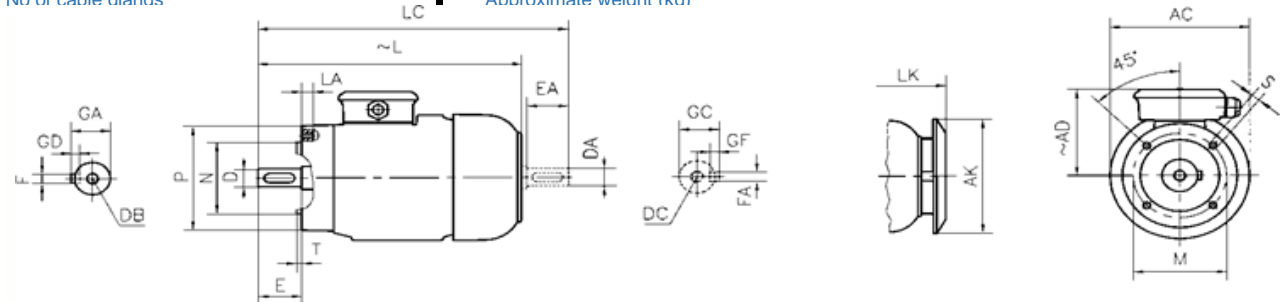 No of cable glands
Approximate weight (kg)
LC
~L
LA
EA
GA
GD
F
DB
P
N
D
T
E
DA
GC
GF
FA
DC
LK
AK
AC
45°
S
~AD
M